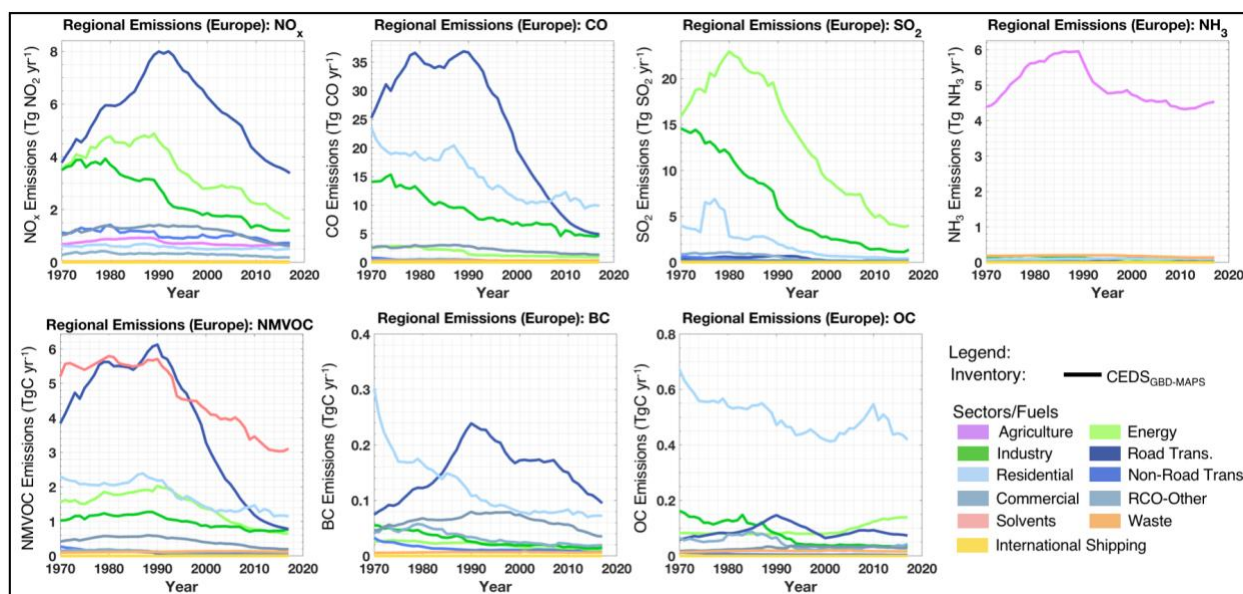 Regional Emissions (Europe): NOx
NOx Emissions (Tg NO2 yr-1)
8
6
4
2
0
1970 1980 1990 2000 2010 2020
Year
Regional Emissions (Europe): CO
CO Emissions (Tg CO yr-1)
35
30
25
20
15
10
5
0
1970 1980 1990 2000 2010 2020
Year
Regional Emissions (Europe): SO2
SO2 Emissions (Tg SO2 yr-1)
20
15
10
5
0
1970 1980 1990 2000 2010 2020
Year
Regional Emissions (Europe): NH3
NH3 Emissions (Tg NH3 yr-1)
6
5
4
3
2
1
0
1970 1980 1990 2000 2010 2020
Year
Regional Emissions (Europe): NMVOC
NMVOC Emissions (TgC yr-1)
6
5
4
3
2
1
0
1970 1980 1990 2000 2010 2020
Year
Regional Emissions (Europe): BC
BC Emissions (TgC yr-1)
0.4
0.3
0.2
0.1
0
1970 1980 1990 2000 2010 2020
Year
Regional Emissions (Europe): OC
OC Emissions (TgC yr-1)
0.8
0.6
0.4
0.2
0
1970 1980 1990 2000 2010 2020
Year
Legend:
Inventory: CEDSGBD-MAPS
Sectors/Fuels
Agriculture Energy
Industry Road Trans.
Residential Non-Road Trans
Commercial RCO-Other
Solvents Waste
International Shipping